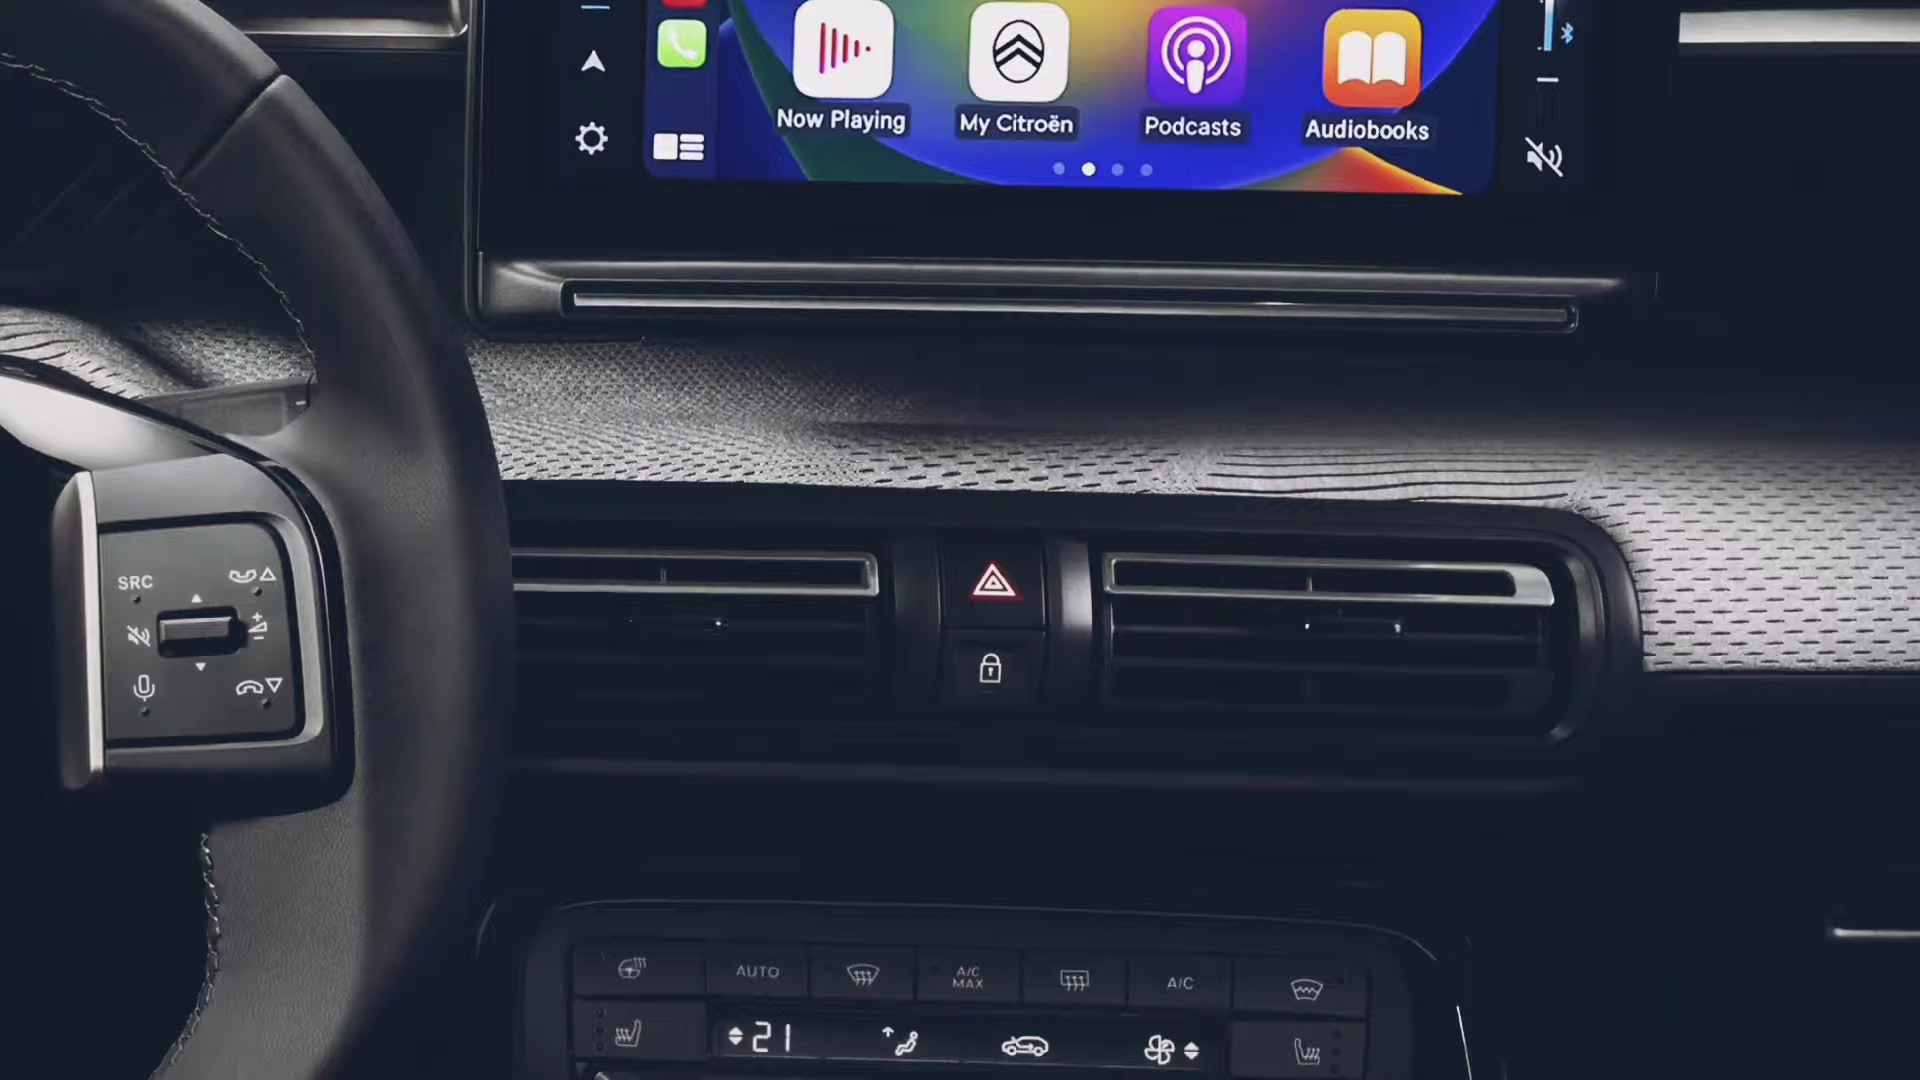 Now Playing
My Citroën
Podcasts
Audiobooks
SRC
AUTO
A/C
MAX
A/C
21